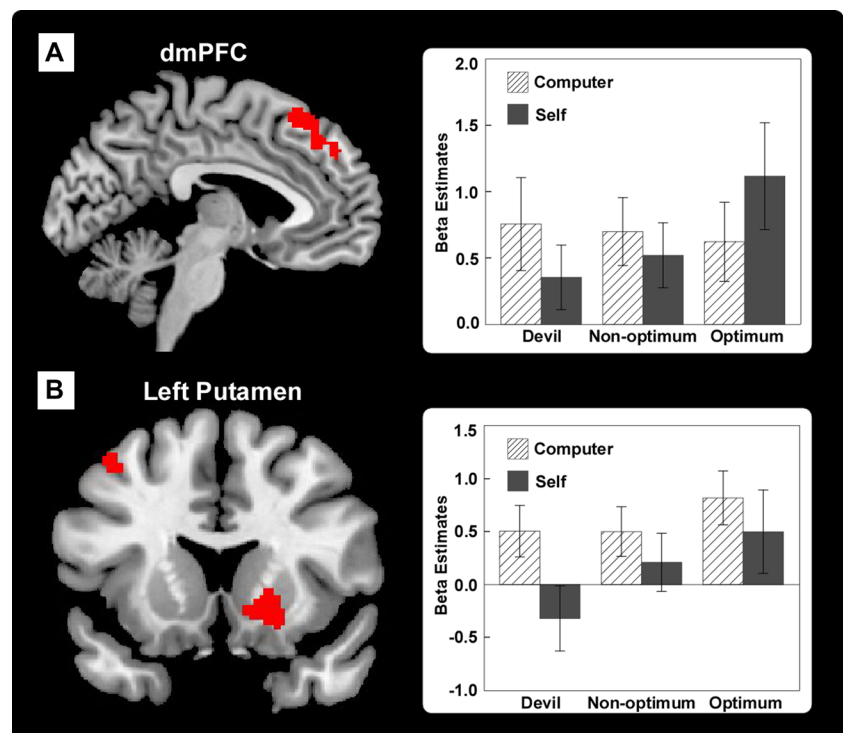 A
dmPFC
2.0
1.5
1.0
0.5
0.0
Beta Estimates
Computer
Self
Devil Non-optimum Optimum
B
Left Putamen
1.5
1.0
0.5
0.0
-0.5
-1.0
Beta Estimates
Computer
Self
Devil Non-optimum Optimum